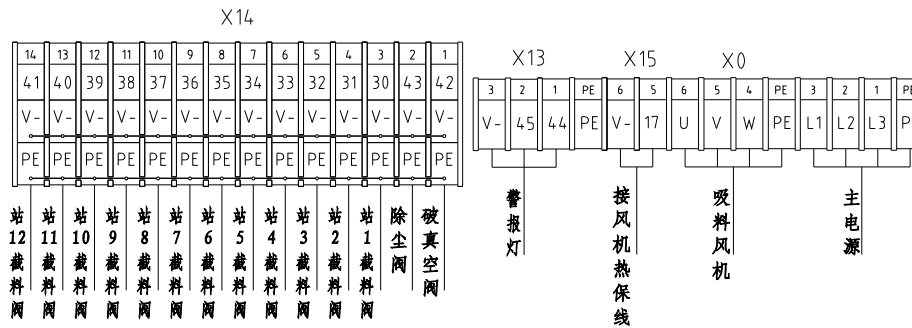 X14
14 13 12 11 10 9 8 7 6 5 4 3 2 1
41 40 39 38 37 36 35 34 33 32 31 30 43 42
V- V- V- V- V- V- V- V- V- V- V- V- V- V-
PE PE PE PE PE PE PE PE PE PE PE PE PE PE
站12截料阀
站11截料阀
站10截料阀
站9截料阀
站8截料阀
站7截料阀
站6截料阀
站5截料阀
站4截料阀
站3截料阀
站2截料阀
站1截料阀
除尘阀
破真空阀
X13 X15 X0
3 2 1 PE 6 5 6 5 4 PE 3 2 1 PE
V- 45 44 PE V- 17 U V W PE L1 L2 L3 P
警报灯
接风机热保线
吸料风机
主电源